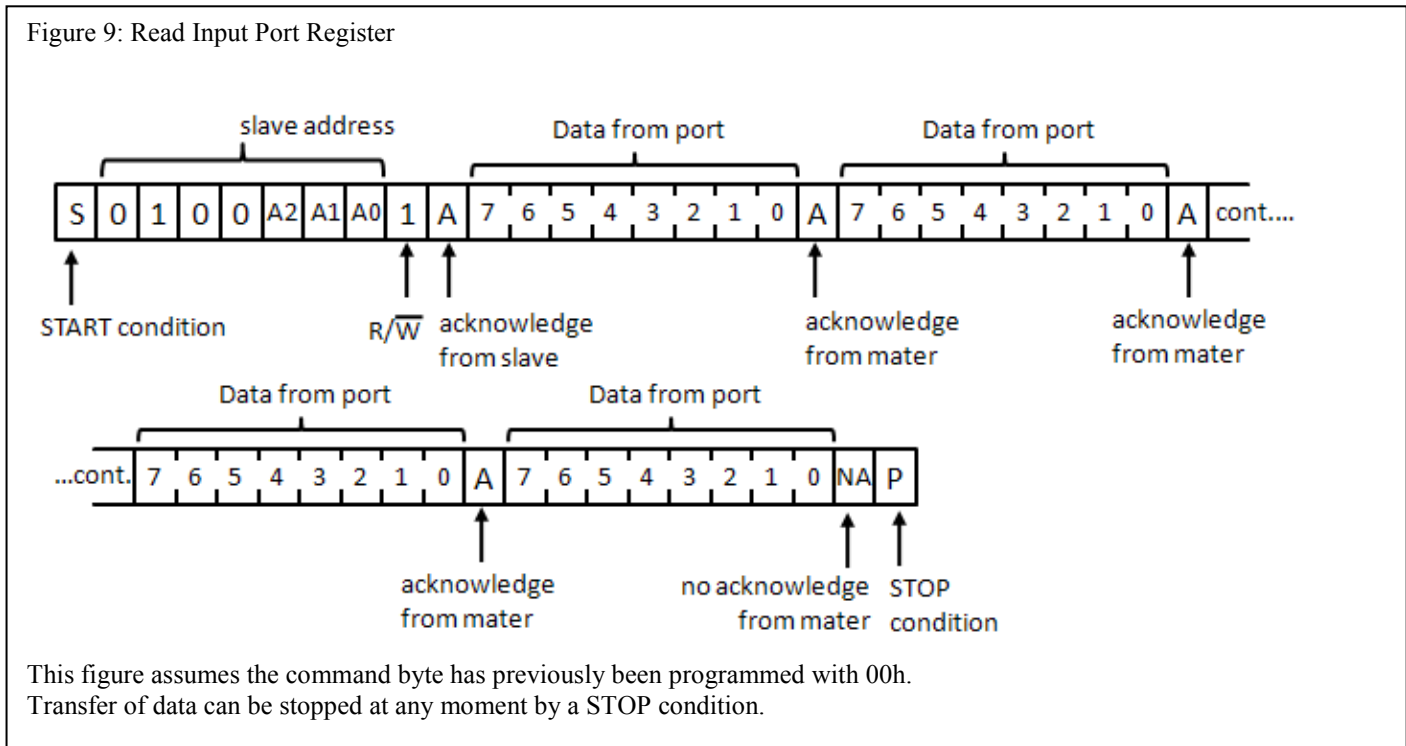 Figure 9: Read Input Port Register
slave address Data from port Data from port
S 0 1 0 0 A2 A1 A0 1 A 7 6 5 4 3 2 1 0 A 7 6 5 4 3 2 1 0 A cont....
START condition R/W̅ acknowledge from slave acknowledge from mater acknowledge from mater
Data from port Data from port
...cont. 7 6 5 4 3 2 1 0 A 7 6 5 4 3 2 1 0 NA P
acknowledge from mater no acknowledge from mater STOP condition
This figure assumes the command byte has previously been programmed with 00h.
Transfer of data can be stopped at any moment by a STOP condition.